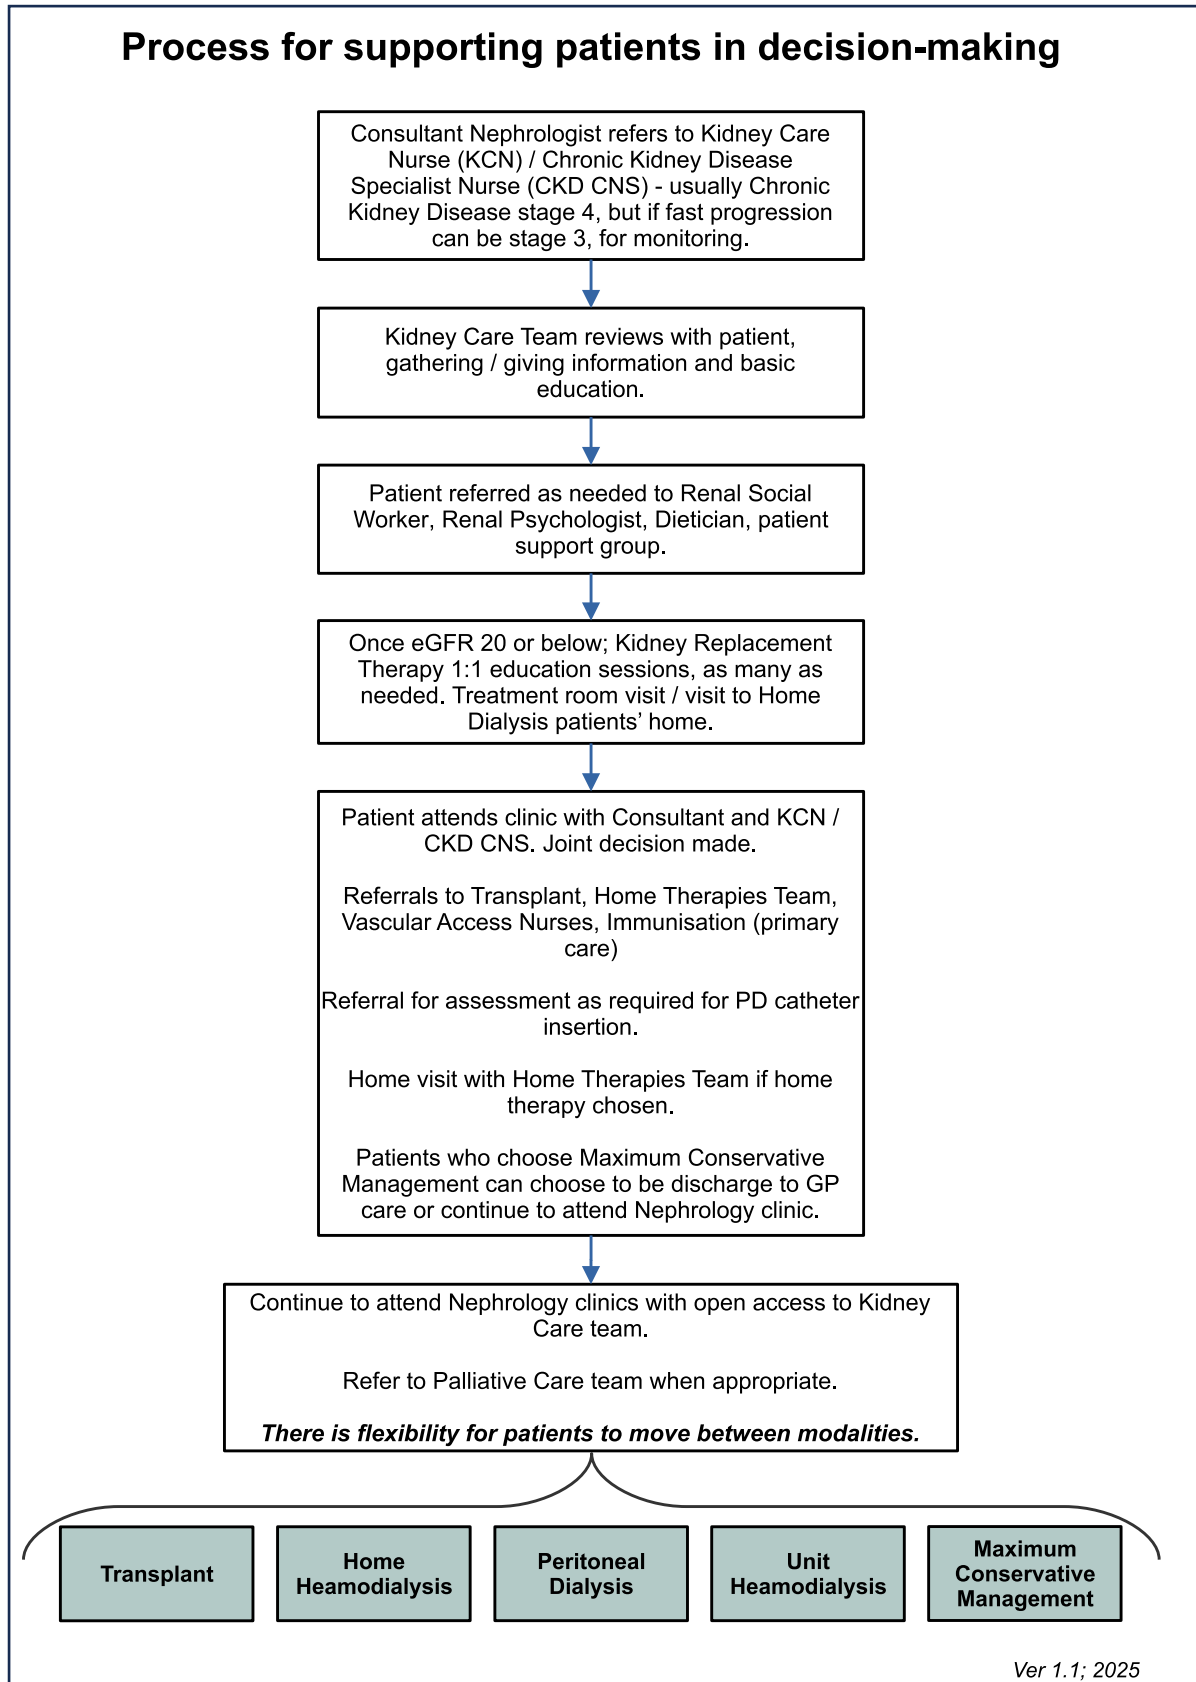 Process for supporting patients in decision-making
Consultant Nephrologist refers to Kidney Care
Nurse (KCN) / Chronic Kidney Disease
Specialist Nurse (CKD CNS) - usually Chronic
Kidney Disease stage 4, but if fast progression
can be stage 3, for monitoring.
Kidney Care Team reviews with patient,
gathering / giving information and basic
education.
Patient referred as needed to Renal Social
Worker, Renal Psychologist, Dietician, patient
support group.
Once eGFR 20 or below; Kidney Replacement
Therapy 1:1 education sessions, as many as
needed. Treatment room visit / visit to Home
Dialysis patients’ home.
Patient attends clinic with Consultant and KCN /
CKD CNS. Joint decision made.
Referrals to Transplant, Home Therapies Team,
Vascular Access Nurses, Immunisation (primary
care)
Referral for assessment as required for PD catheter
insertion.
Home visit with Home Therapies Team if home
therapy chosen.
Patients who choose Maximum Conservative
Management can choose to be discharge to GP
care or continue to attend Nephrology clinic.
Continue to attend Nephrology clinics with open access to Kidney
Care team.
Refer to Palliative Care team when appropriate.
There is flexibility for patients to move between modalities.
Transplant
Home
Heamodialysis
Peritoneal
Dialysis
Unit
Heamodialysis
Maximum
Conservative
Management
Ver 1.1; 2025